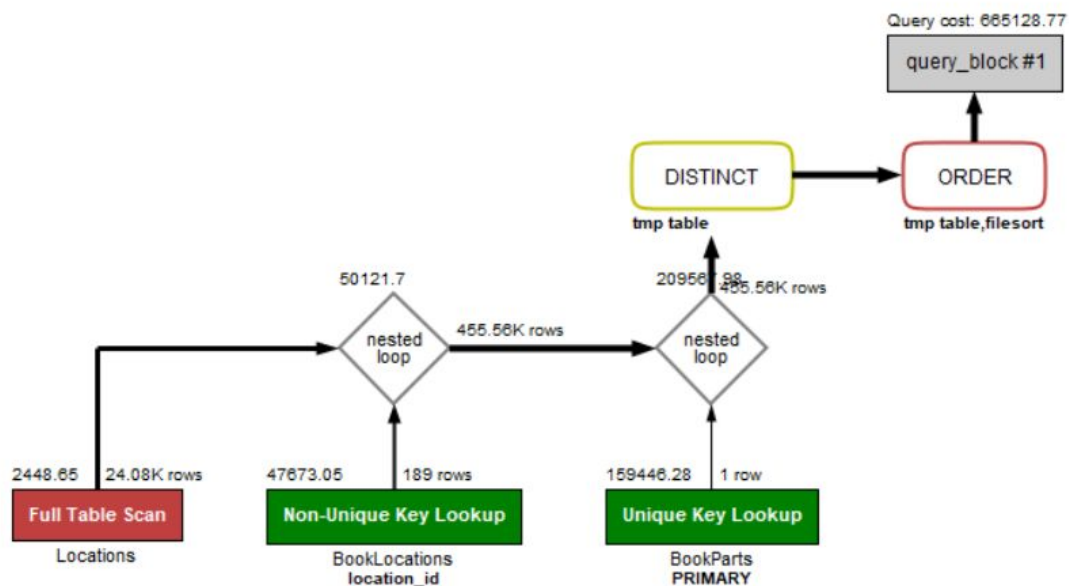 Query cost: 665128.77
query_block #1
DISTINCT
ORDER
tmp table
tmp table,filesort
50121.7
209567.98
455.56K rows
nested
loop
455.56K rows
nested
loop
2448.65 24.08K rows
47673.05 189 rows
159446.28 1 row
Full Table Scan
Non-Unique Key Lookup
Unique Key Lookup
Locations
BookLocations
BookParts
location_id
PRIMARY